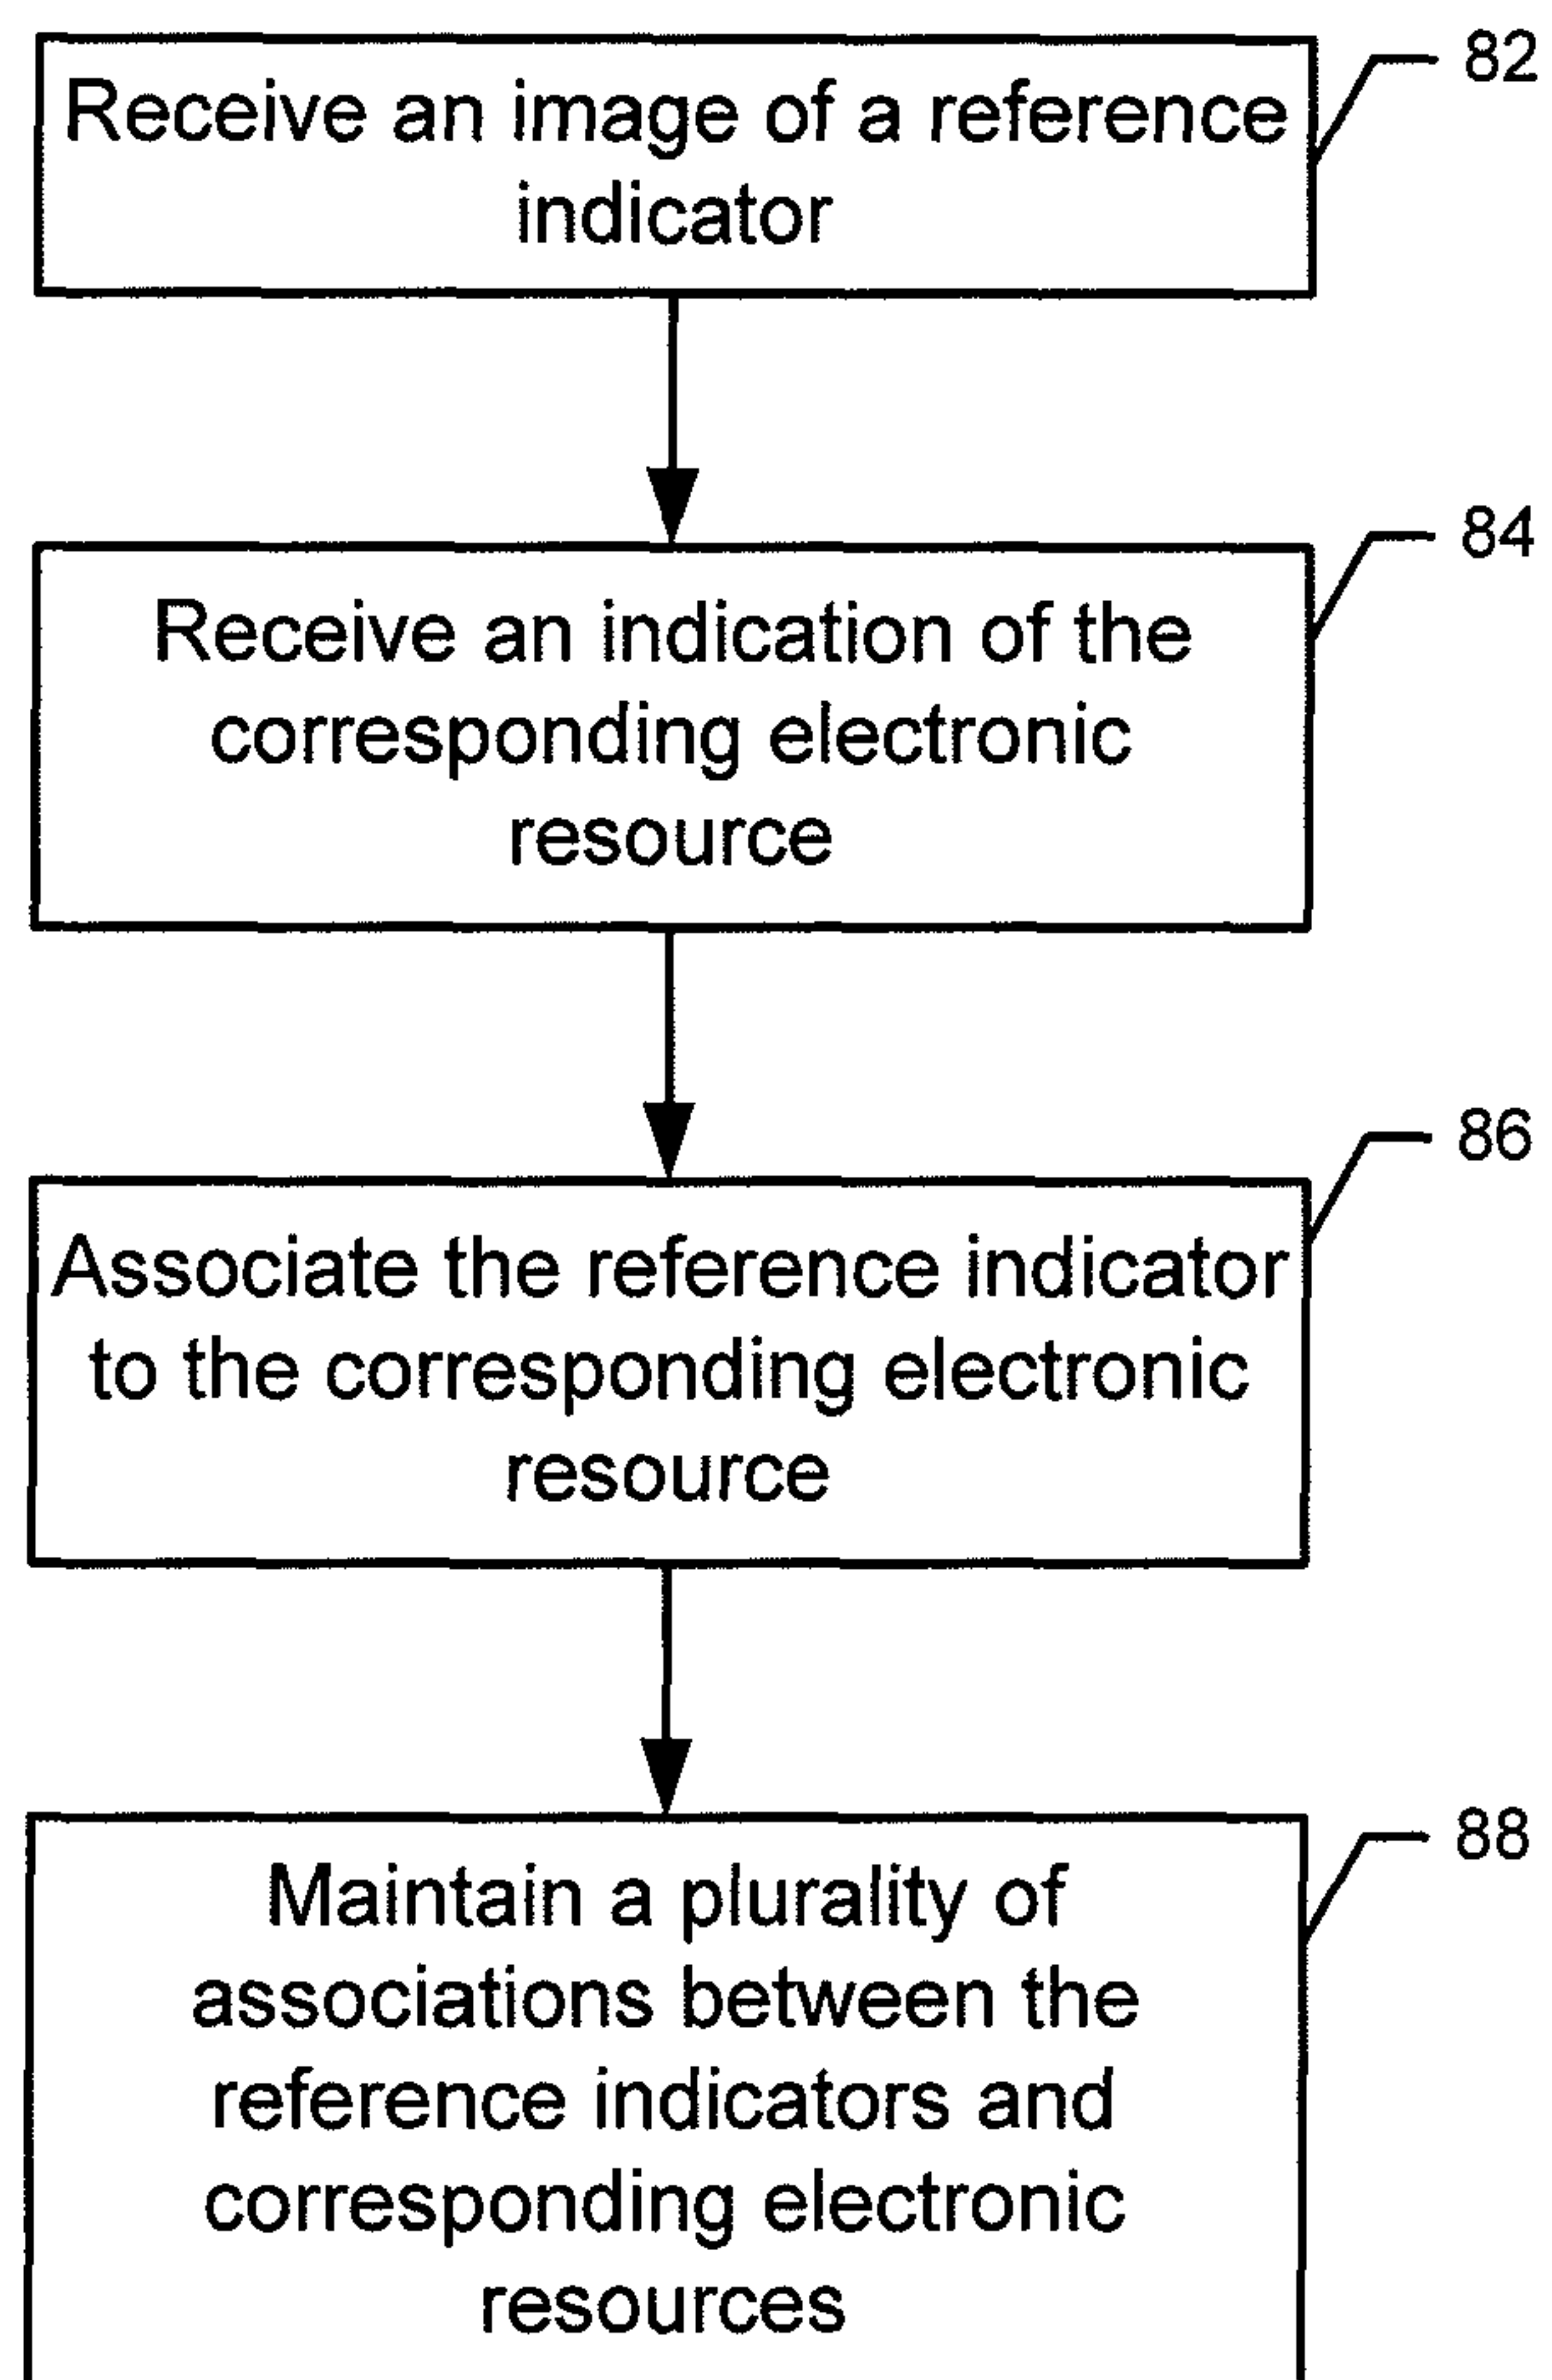 82
Receive an image of a reference
indicator
84
Receive an indication of the
corresponding electronic
resource
86
Associate the reference indicator
to the corresponding electronic
resource
88
Maintain a plurality of
associations between the
reference indicators and
corresponding electronic
resources